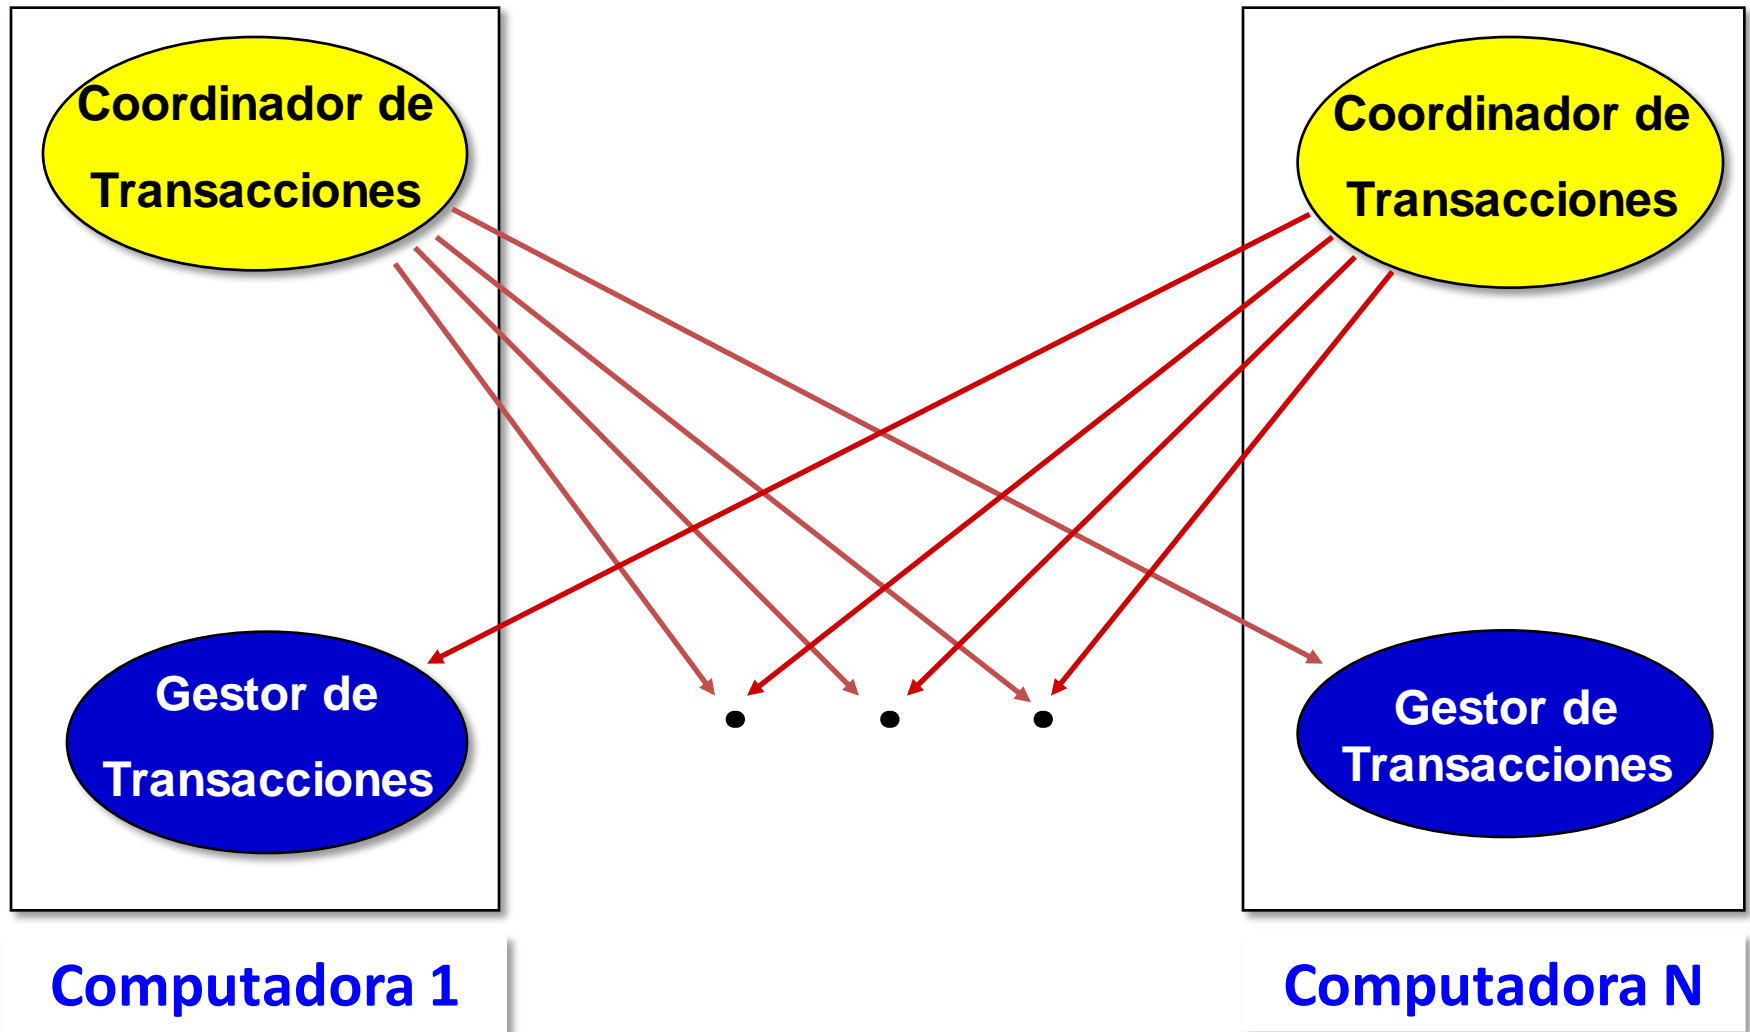 Coordinador de
Transacciones
Coordinador de
Transacciones
Gestor de
Transacciones
Gestor de
Transacciones
Computadora 1
Computadora N